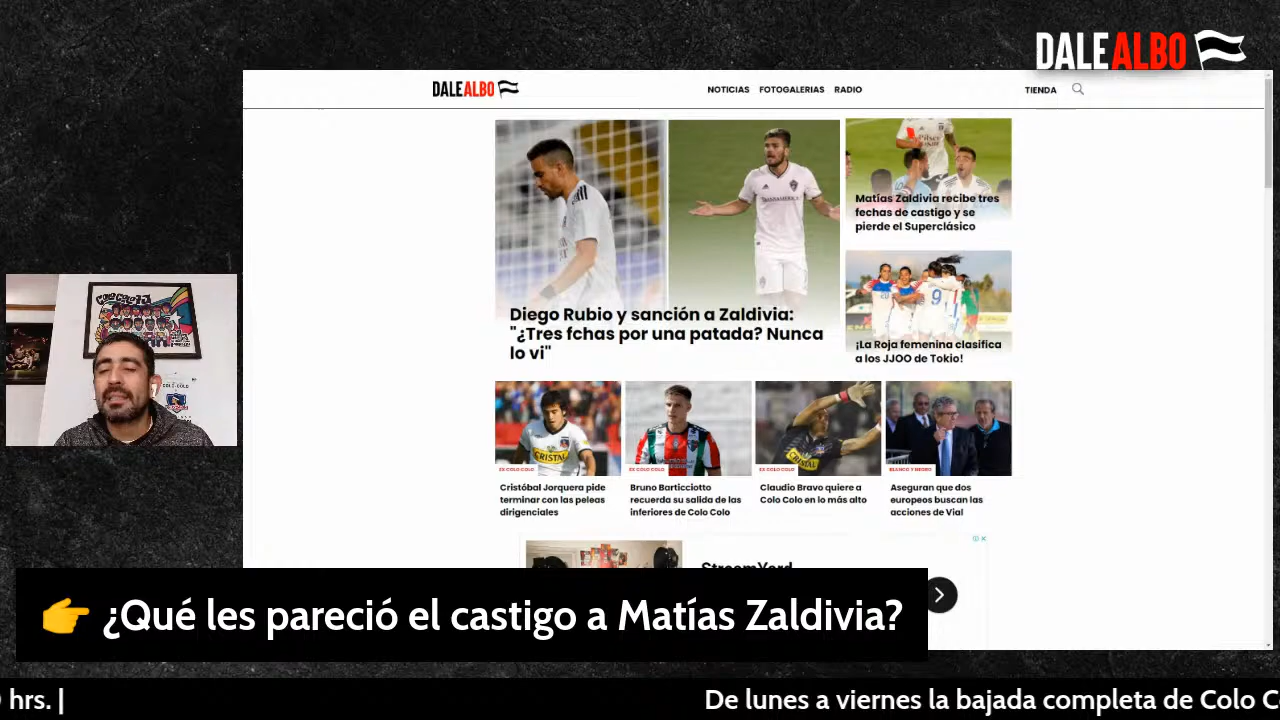 DALEALBO
DALEALBO
NOTICIAS FOTOGALERIAS RADIO
TIENDA
Diego Rubio y sanción a Zaldivia:
"¿Tres fchas por una patada? Nunca
lo vi"
Matías Zaldivia recibe tres
fechas de castigo y se
pierde el Superclásico
¡La Roja femenina clasifica
a los JJOO de Tokio!
EX COLO COLO
Cristóbal Jorquera pide
terminar con las peleas
dirigenciales
EX COLO COLO
Bruno Barticciotto
recuerda su salida de las
inferiores de Colo Colo
EX COLO COLO
Claudio Bravo quiere a
Colo Colo en lo más alto
BLANCO Y NEGRO
Aseguran que dos
europeos buscan las
acciones de Vial
StreamYard
👉 ¿Qué les pareció el castigo a Matías Zaldivia?
hrs. | De lunes a viernes la bajada completa de Colo C